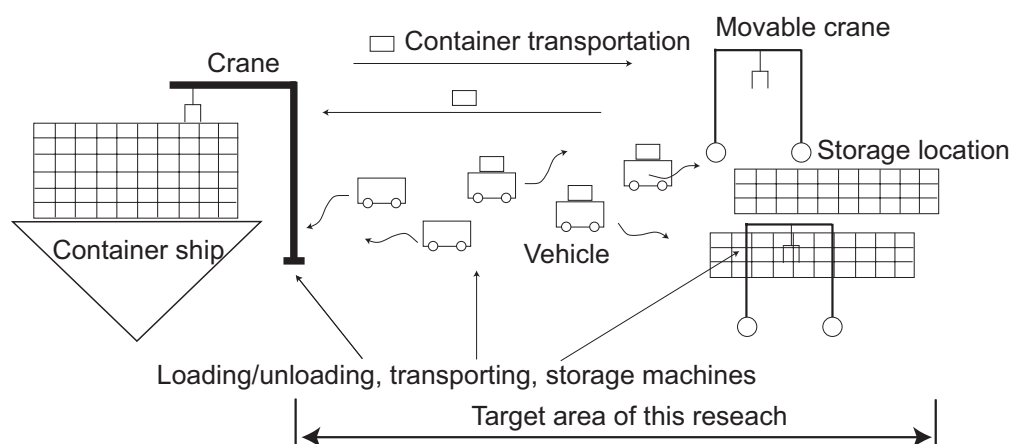 Movable crane
Container transportation
Crane
Storage location
Container ship
Vehicle
Loading/unloading, transporting, storage machines
Target area of this reseach